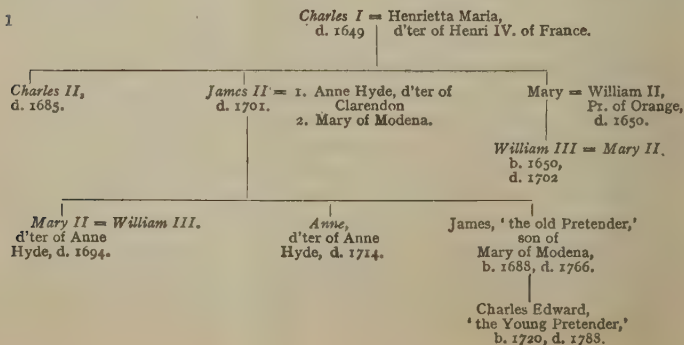 1
Charles I = Henrietta Maria,
d. 1649 d'ter of Henri IV. of France.
Charles II,
d. 1685.
James II = 1. Anne Hyde, d'ter of
d. 1701. Clarendon
2. Mary of Modena.
Mary = William II,
Pr. of Orange,
d. 1650.
William III = Mary II.
b. 1650,
d. 1702
Mary II = William III.
d'ter of Anne
Hyde, d. 1694.
Anne,
d'ter of Anne
Hyde, d. 1714.
James, ‘the old Pretender,’
son of
Mary of Modena,
b. 1688, d. 1766.
Charles Edward,
‘the Young Pretender,’
b. 1720, d. 1788.